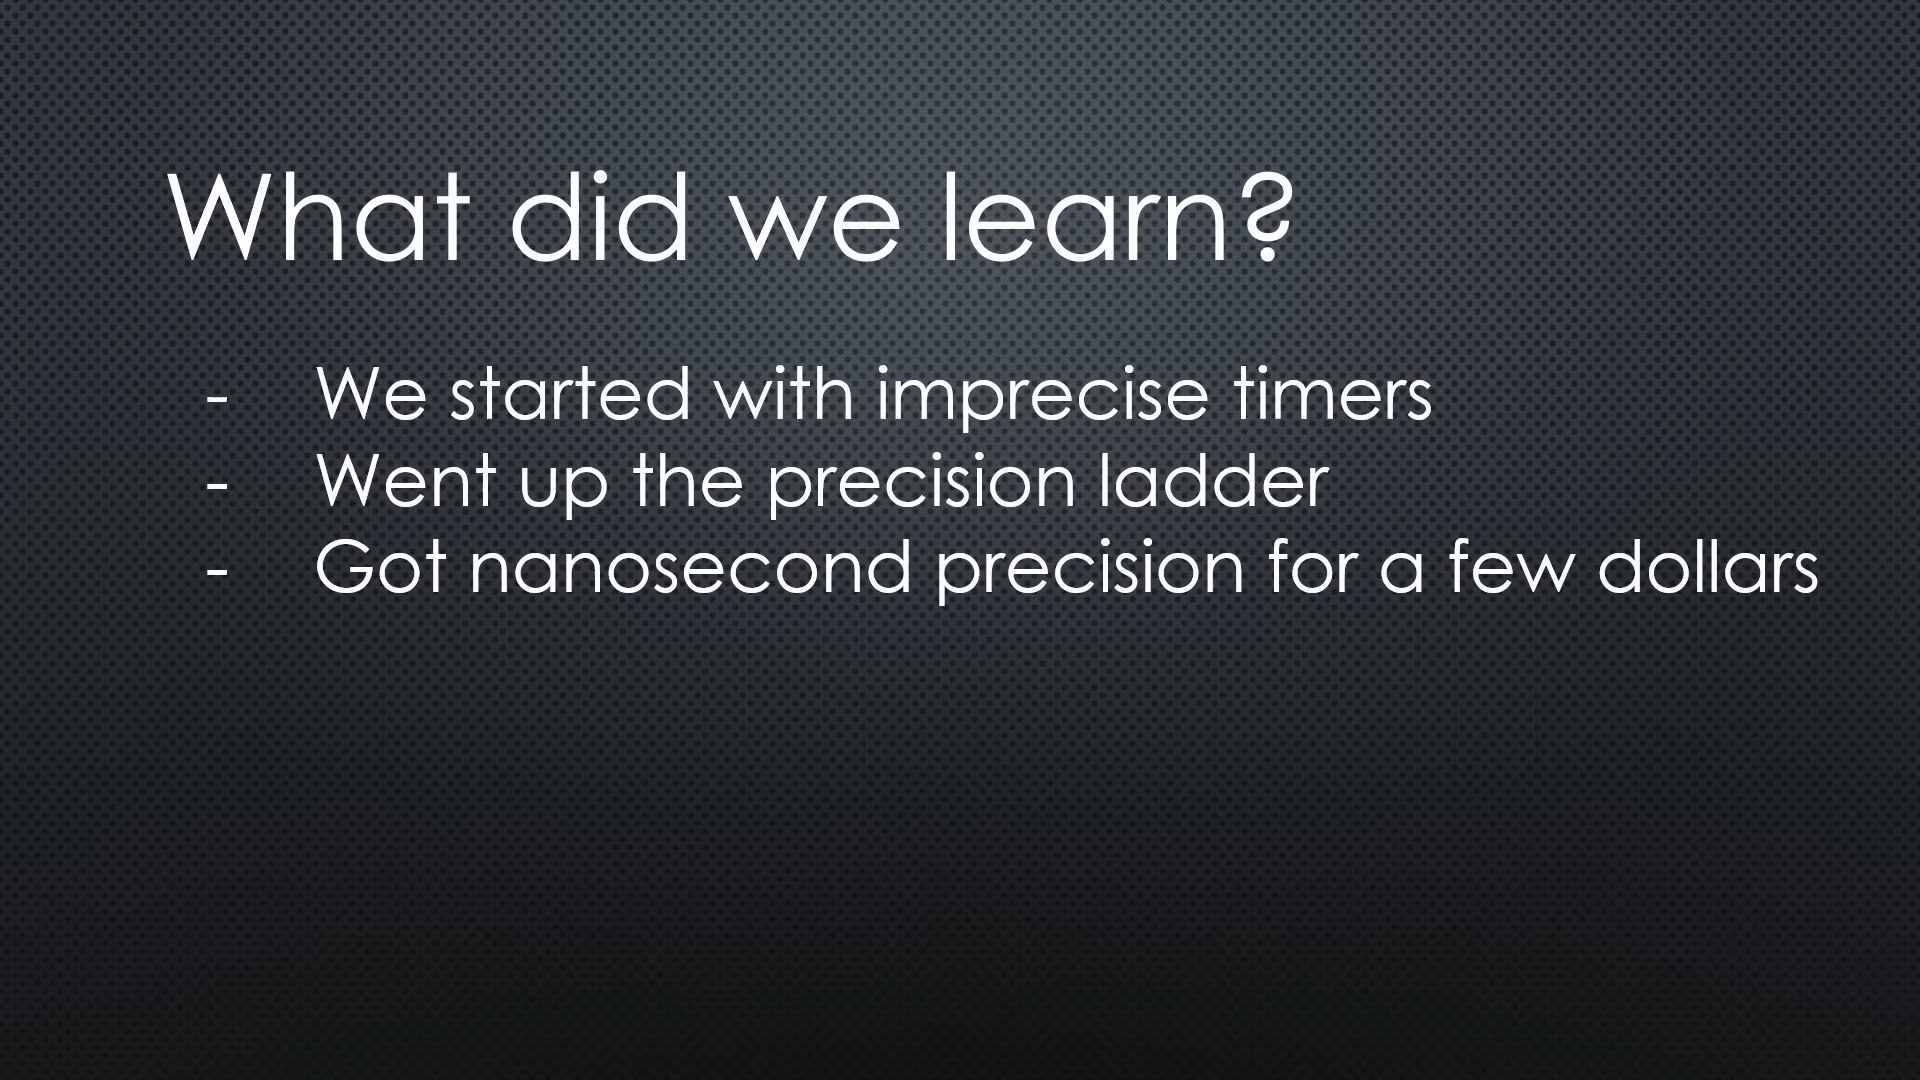 What did we learn?
- We started with imprecise timers
- Went up the precision ladder
- Got nanosecond precision for a few dollars